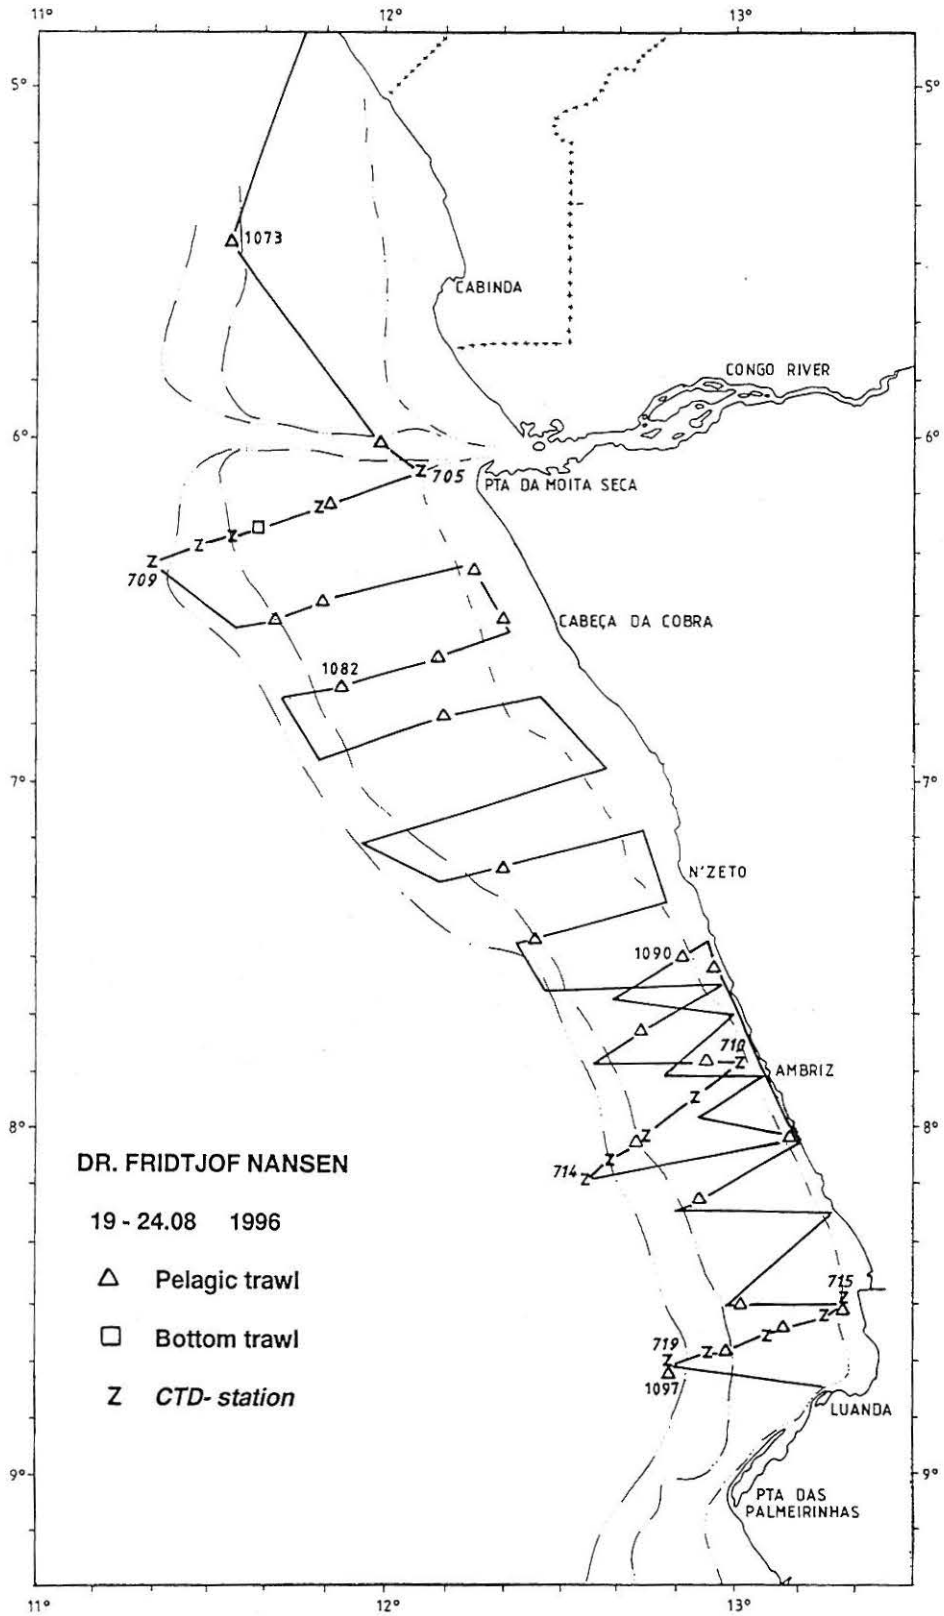 11° 12° 13°
5° 5°
1073
CABINDA
CONGO RIVER
6° 6°
705
PTA DA MOITA SECA
709
CABEÇA DA COBRA
1082
7° 7°
N'ZETO
1090
710
AMBRIZ
8° 8°
DR. FRIDTJOF NANSEN
714
19 - 24.08 1996
Δ Pelagic trawl
715
□ Bottom trawl
719
1097
Z CTD- station
LUANDA
9° 9°
PTA DAS
PALMEIRINHAS
11° 12° 13°